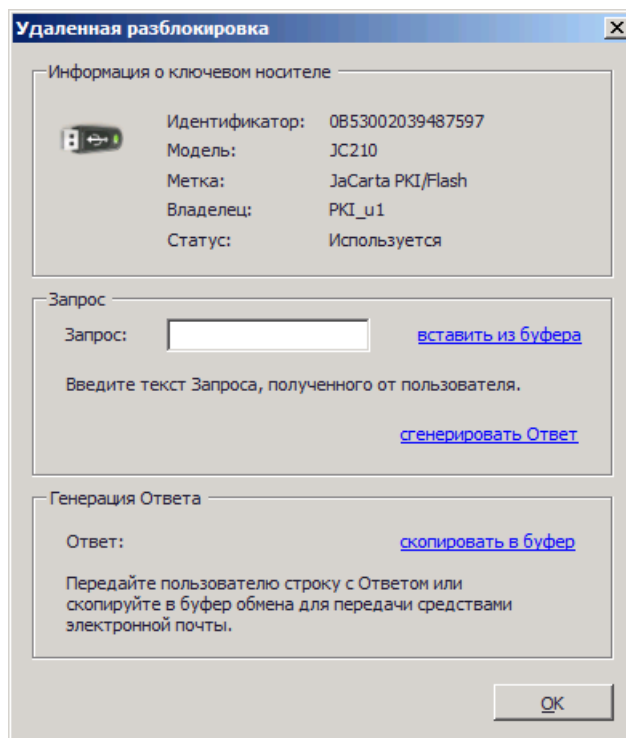 Удаленная разблокировка
Информация о ключевом носителе
Идентификатор: 0B53002039487597
Модель: JC210
Метка: JaCarta PKI/Flash
Владелец: PKI_u1
Статус: Используется
Запрос
Запрос: вставить из буфера
Введите текст Запроса, полученного от пользователя.
сгенерировать Ответ
Генерация Ответа
Ответ: скопировать в буфер
Передайте пользователю строку с Ответом или
скопируйте в буфер обмена для передачи средствами
электронной почты.
OK